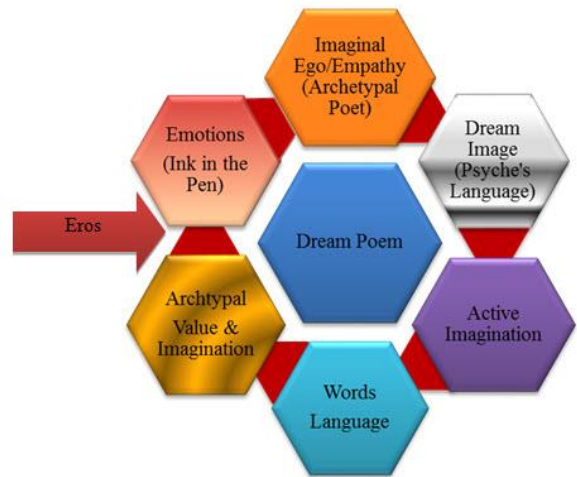 Imaginal
Ego/Empathy
(Archetypal
Poet)
Dream
Image
(Psyche's
Language)
Active
Imagination
Words
Language
Archtypal
Value &
Imagination
Emotions
(Ink in the
Pen)
Eros
Dream Poem